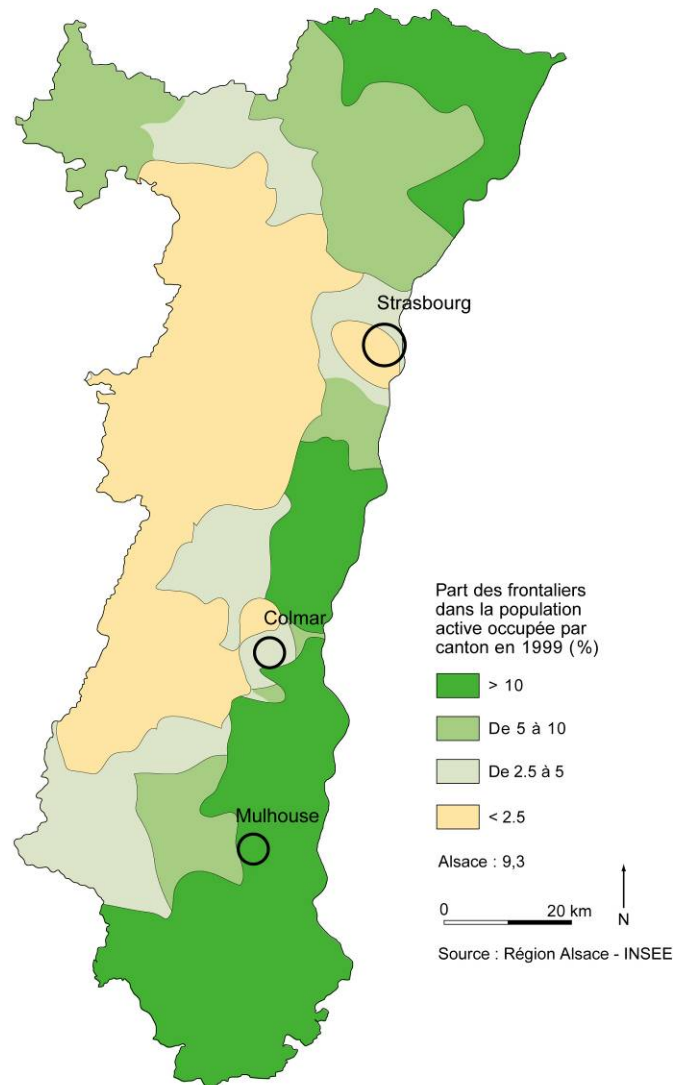 Strasbourg
Colmar
Mulhouse
Part des frontaliers
dans la population
active occupée par
canton en 1999 (%)
> 10
De 5 à 10
De 2.5 à 5
< 2.5
Alsace : 9,3
0 20 km
N
Source : Région Alsace - INSEE